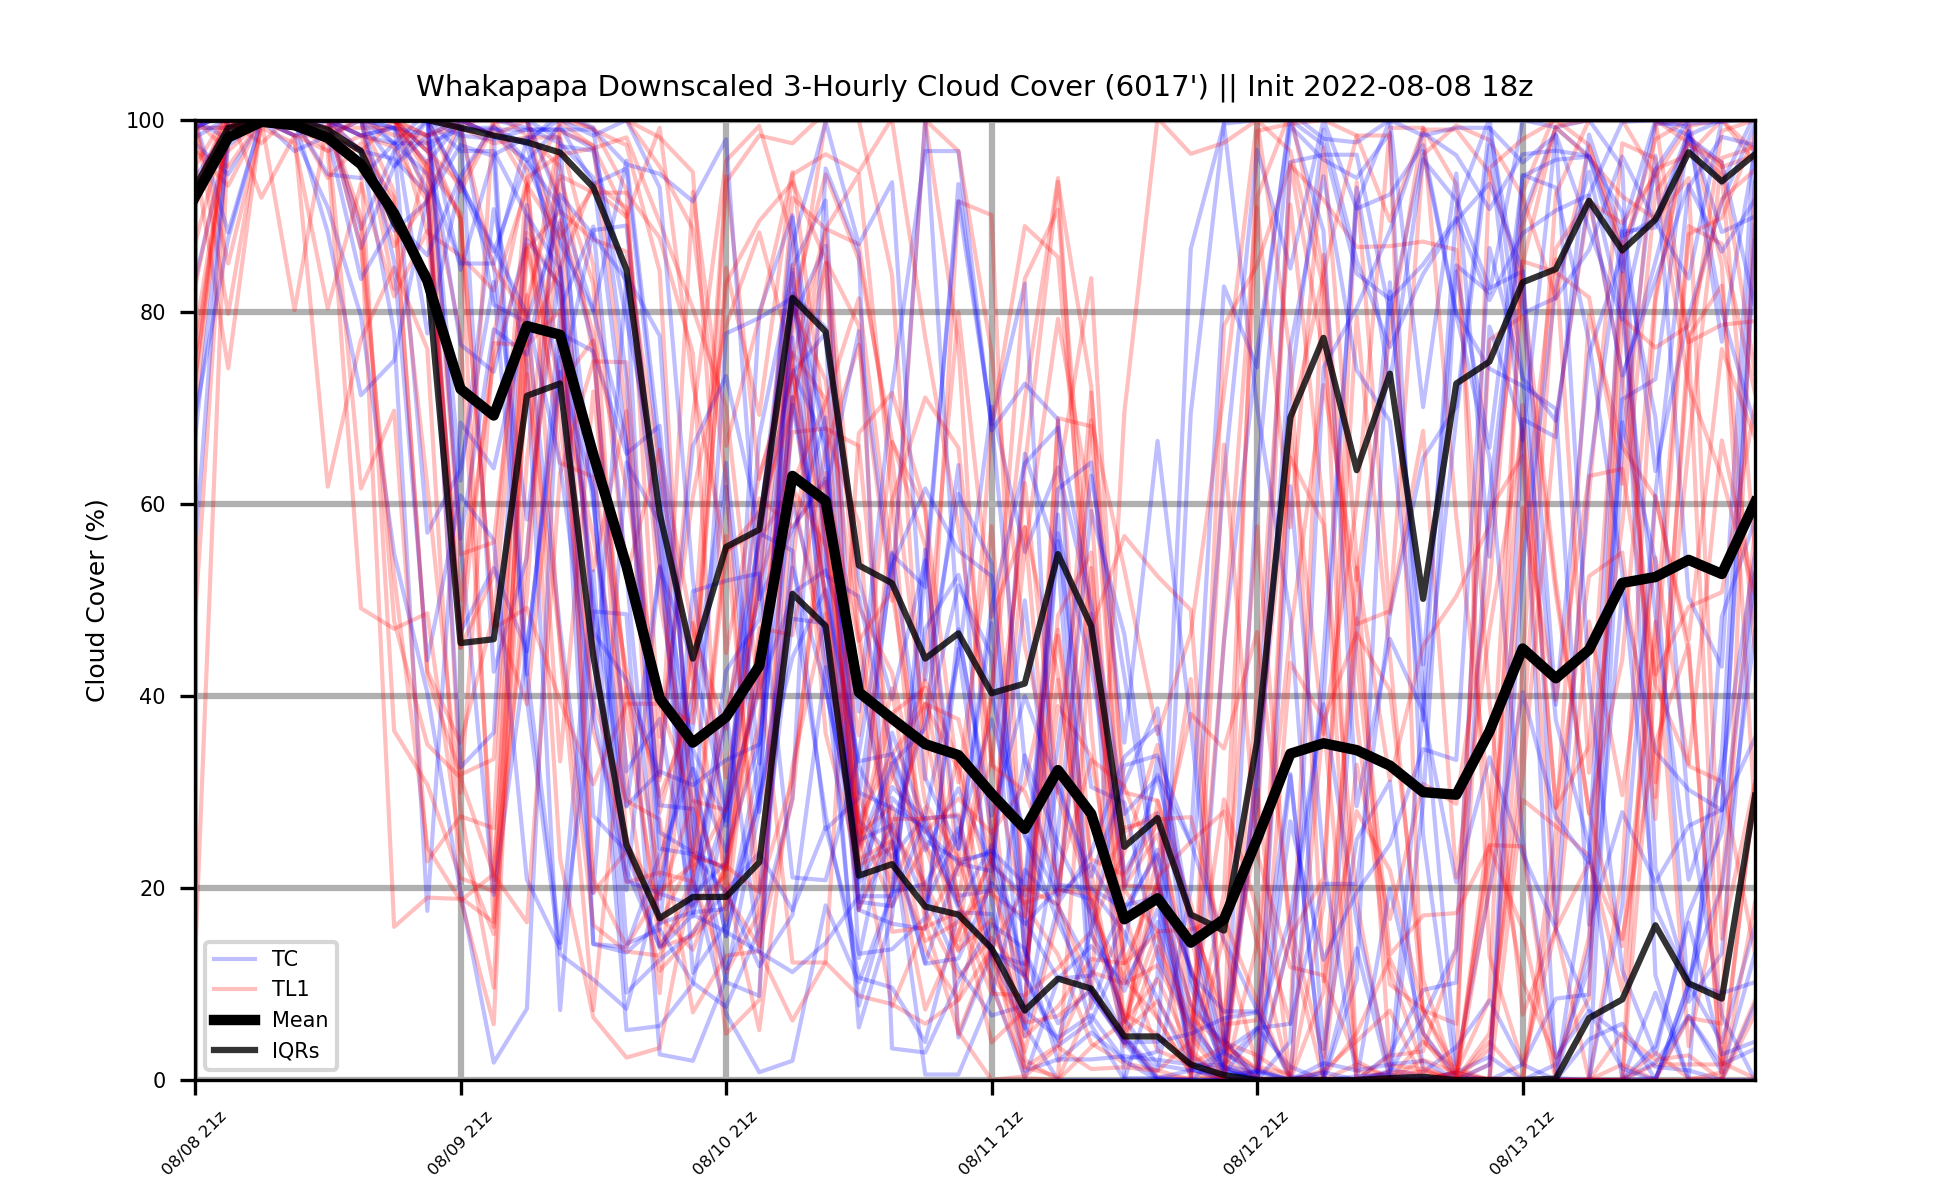 Whakapapa Downscaled 3-Hourly Cloud Cover (6017') || Init 2022-08-08 18z
Cloud Cover (%)
100
80
60
40
20
0
TC
TL1
Mean
IQRs
08/08 21z
08/09 21z
08/10 21z
08/11 21z
08/12 21z
08/13 21z